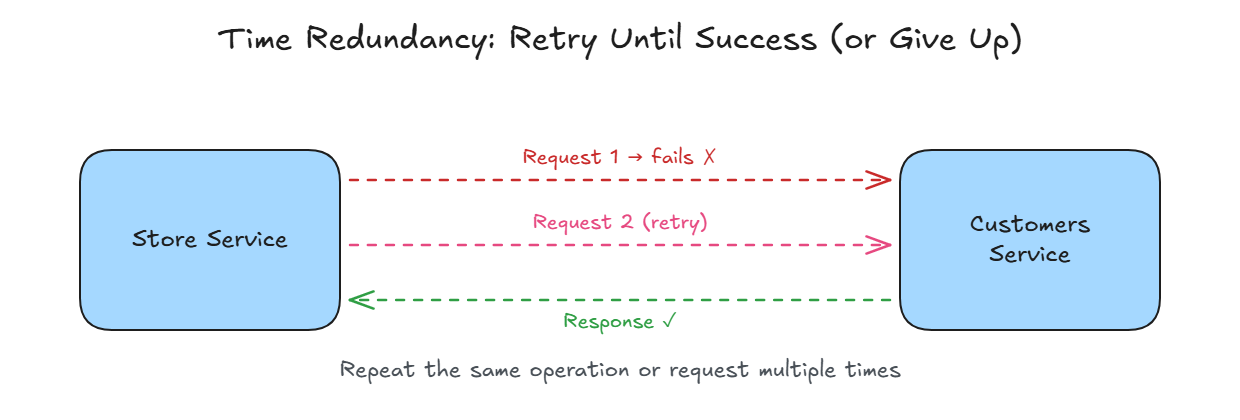 Time Redundancy: Retry Until Success (or Give Up)
Request 1 → fails ✗
Request 2 (retry)
Store Service
Customers
Service
Response ✓
Repeat the same operation or request multiple times